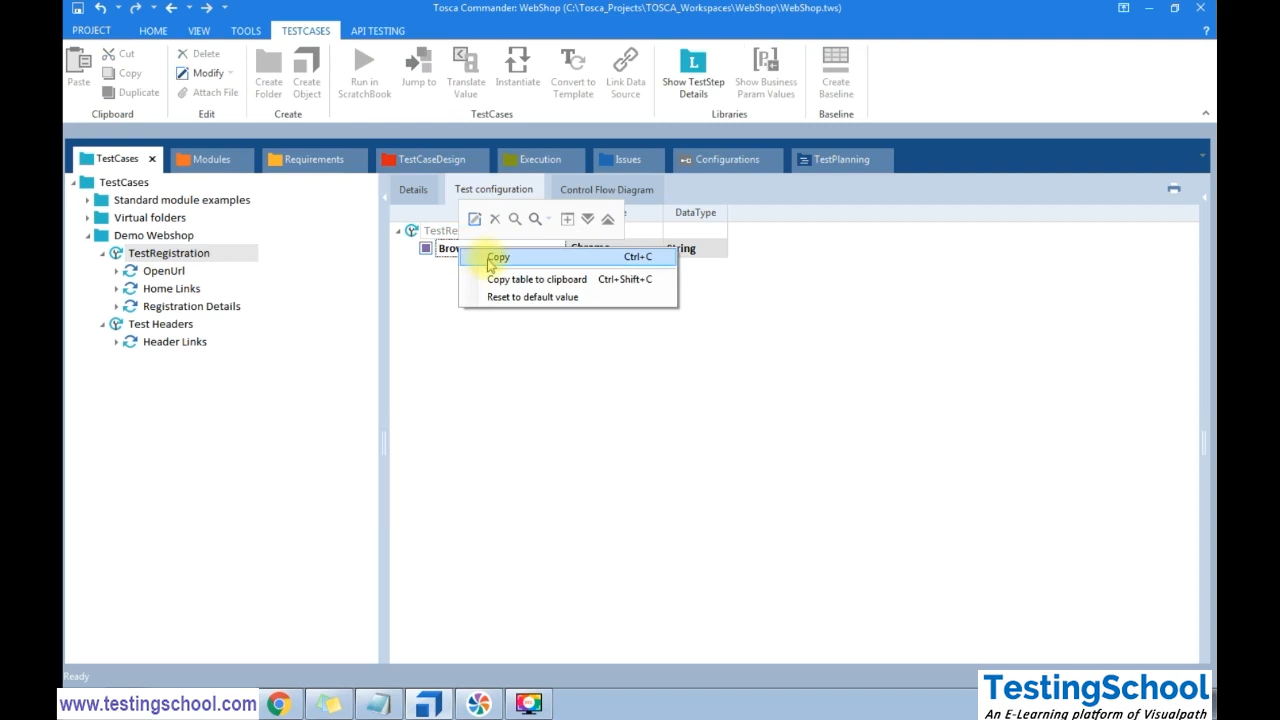 Tosca Commander: WebShop (C:\Tosca_Projects\TOSCA_Workspaces\WebShop\WebShop.tws)
PROJECT HOME VIEW TOOLS TESTCASES API TESTING ?
Paste
Cut
Copy
Duplicate
Clipboard
Delete
Modify
Attach File
Edit
Create Folder
Create Object
Create
Run in ScratchBook
Jump to
Translate Value
Instantiate
Convert to Template
Link Data Source
TestCases
Show TestStep Details
Show Business Param Values
Libraries
Create Baseline
Baseline
TestCases Modules Requirements TestCaseDesign Execution Issues Configurations TestPlanning
TestCases
Standard module examples
Virtual folders
Demo Webshop
TestRegistration
OpenUrl
Home Links
Registration Details
Test Headers
Header Links
Details Test configuration Control Flow Diagram
DataType
TestRe
Brow Chrome String
Copy Ctrl+C
Copy table to clipboard Ctrl+Shift+C
Reset to default value
Ready
www.testingschool.com
TestingSchool
An E-Learning platform of Visualpath